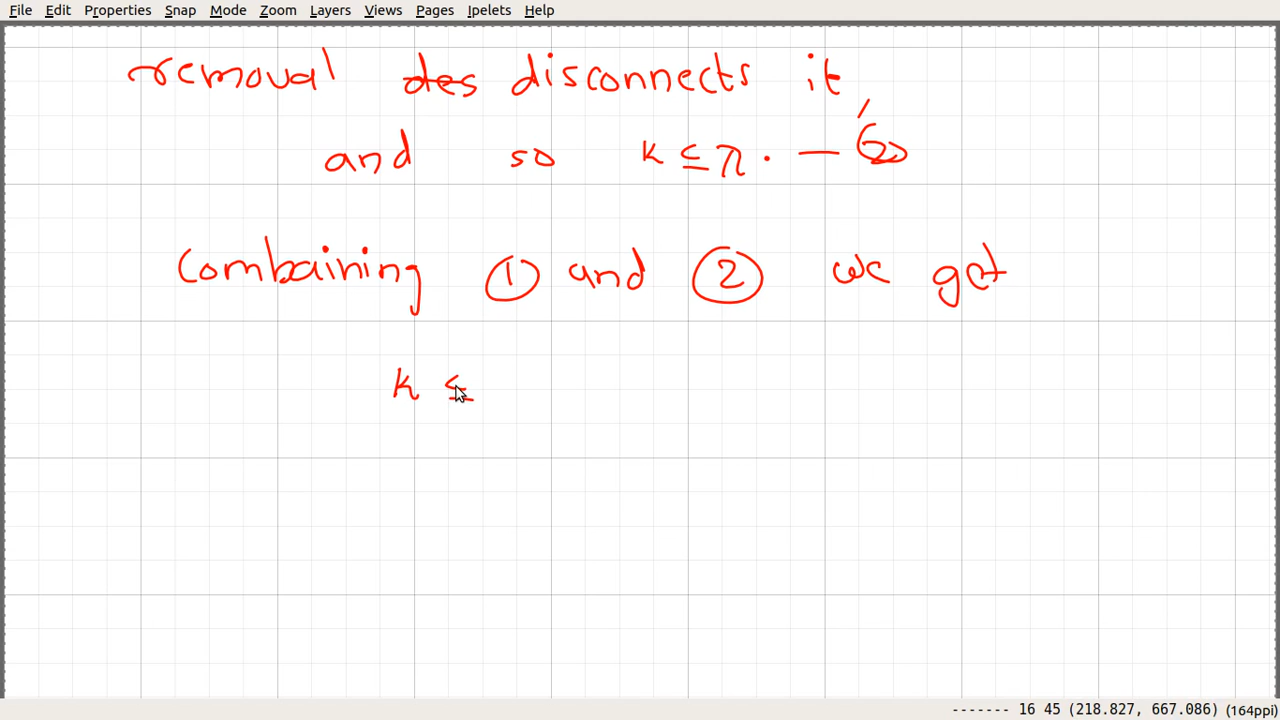 File Edit Properties Snap Mode Zoom Layers Views Pages Ipelets Help
removal des disconnects it
and so k ≤ λ. —
Combaining ① and ② we get
k ≤
------- 16 45 (218.827, 667.086) (164ppi)